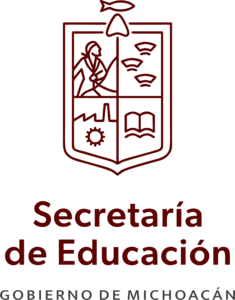 Secretaría
de Educación
GOBIERNO DE MICHOACÁN